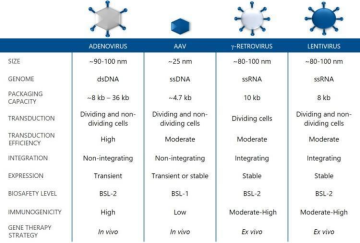 ADENOVIRUS AAV γ-RETROVIRUS LENTIVIRUS
SIZE ~90-100 nm ~25 nm ~80-100 nm ~80-100 nm
GENOME dsDNA ssDNA ssRNA ssRNA
PACKAGING CAPACITY ~8 kb – 36 kb ~4.7 kb 10 kb 8 kb
TRANSDUCTION Dividing and non-dividing cells Dividing and non-dividing cells Dividing cells Dividing and non-dividing cells
TRANSDUCTION EFFICIENCY High Moderate Moderate Moderate
INTEGRATION Non-integrating Non-integrating Integrating Integrating
EXPRESSION Transient Transient or stable Stable Stable
BIOSAFETY LEVEL BSL-2 BSL-1 BSL-2 BSL-2
IMMUNOGENICITY High Low Moderate-High Moderate-High
GENE THERAPY STRATEGY In vivo In vivo Ex vivo Ex vivo